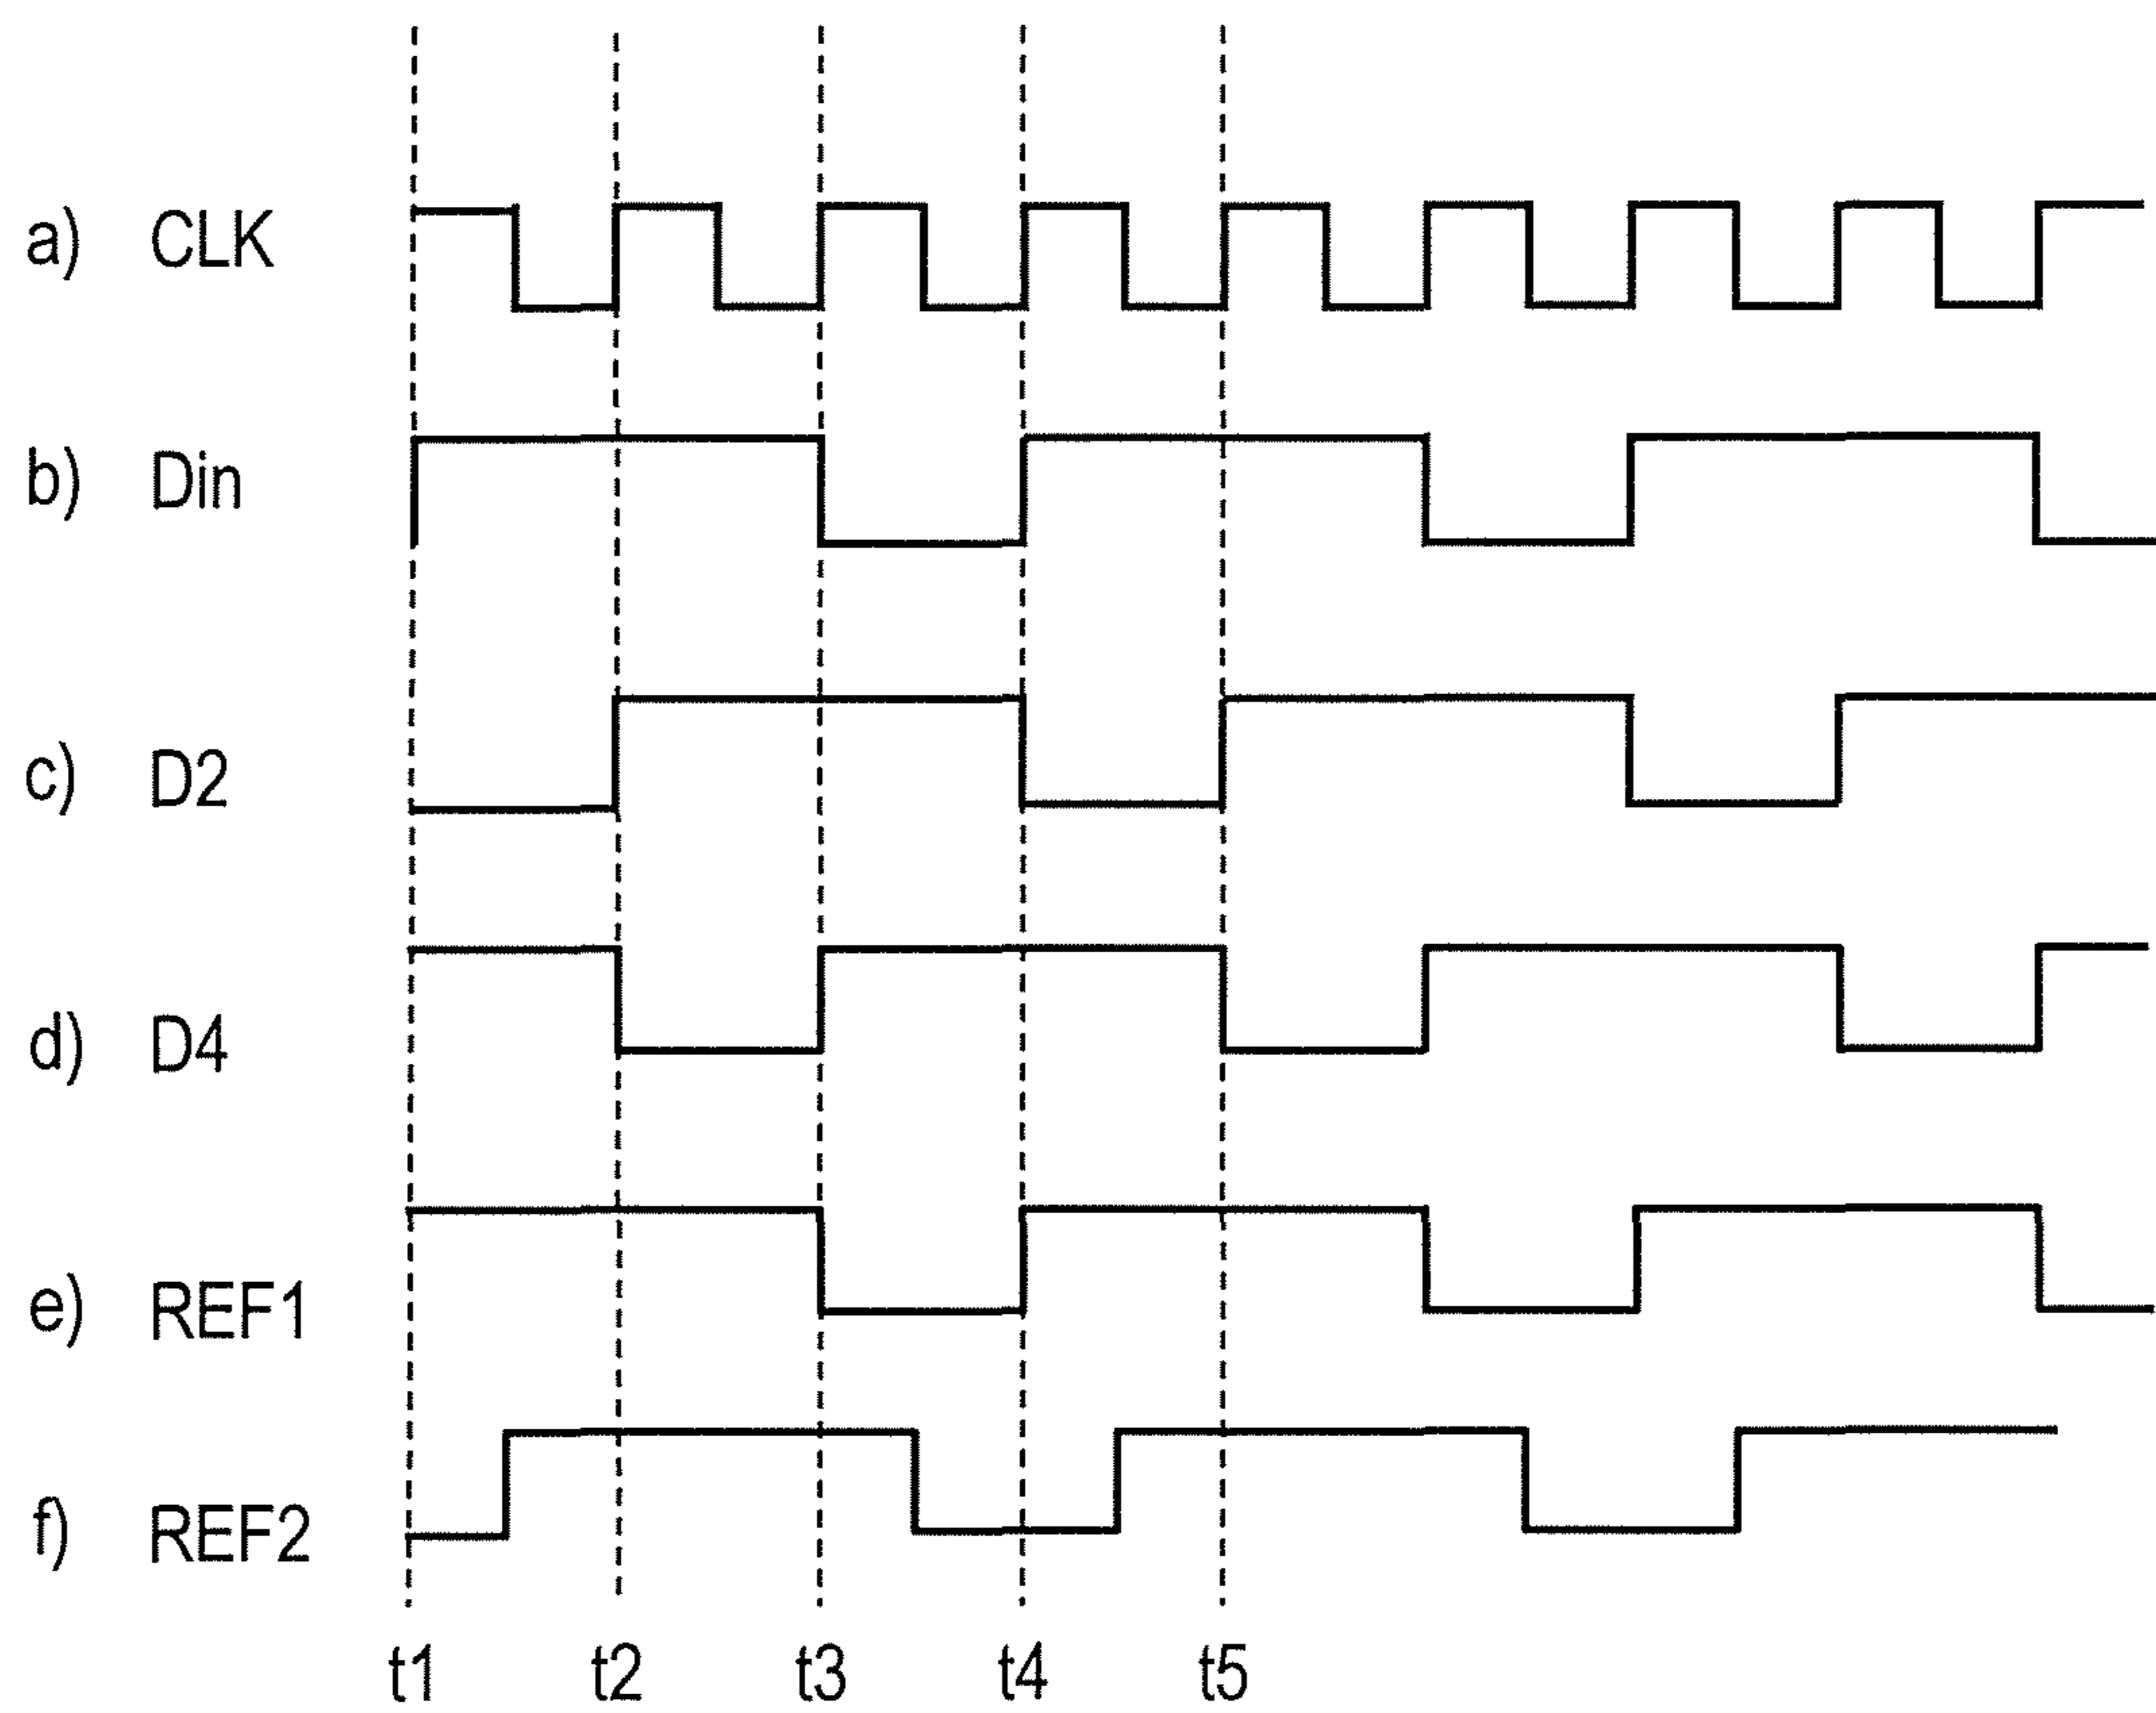 a) CLK
b) Din
c) D2
d) D4
e) REF1
f) REF2
t1 t2 t3 t4 t5